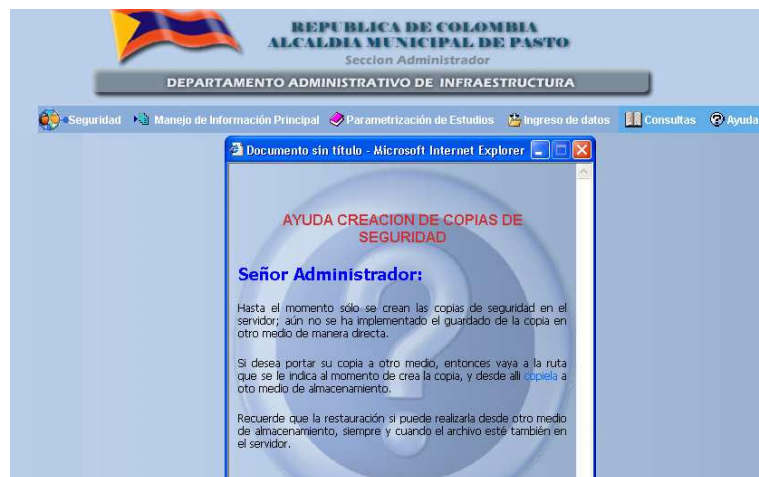 REPUBLICA DE COLOMBIA
ALCALDIA MUNICIPAL DE PASTO
Seccion Administrador
DEPARTAMENTO ADMINISTRATIVO DE INFRAESTRUCTURA
Seguridad Manejo de Información Principal Parametrización de Estudios Ingreso de datos Consultas Ayuda
Documento sin título - Microsoft Internet Explorer
AYUDA CREACION DE COPIAS DE
SEGURIDAD
Señor Administrador:
Hasta el momento sólo se crean las copias de seguridad en el
servidor; aún no se ha implementado el guardado de la copia en
otro medio de manera directa.
Si desea portar su copia a otro medio, entonces vaya a la ruta
que se le indica al momento de crea la copia, y desde alli copiela a
oto medio de almacenamiento.
Recuerde que la restauración si puede realizarla desde otro medio
de almacenamiento, siempre y cuando el archivo esté también en
el servidor.